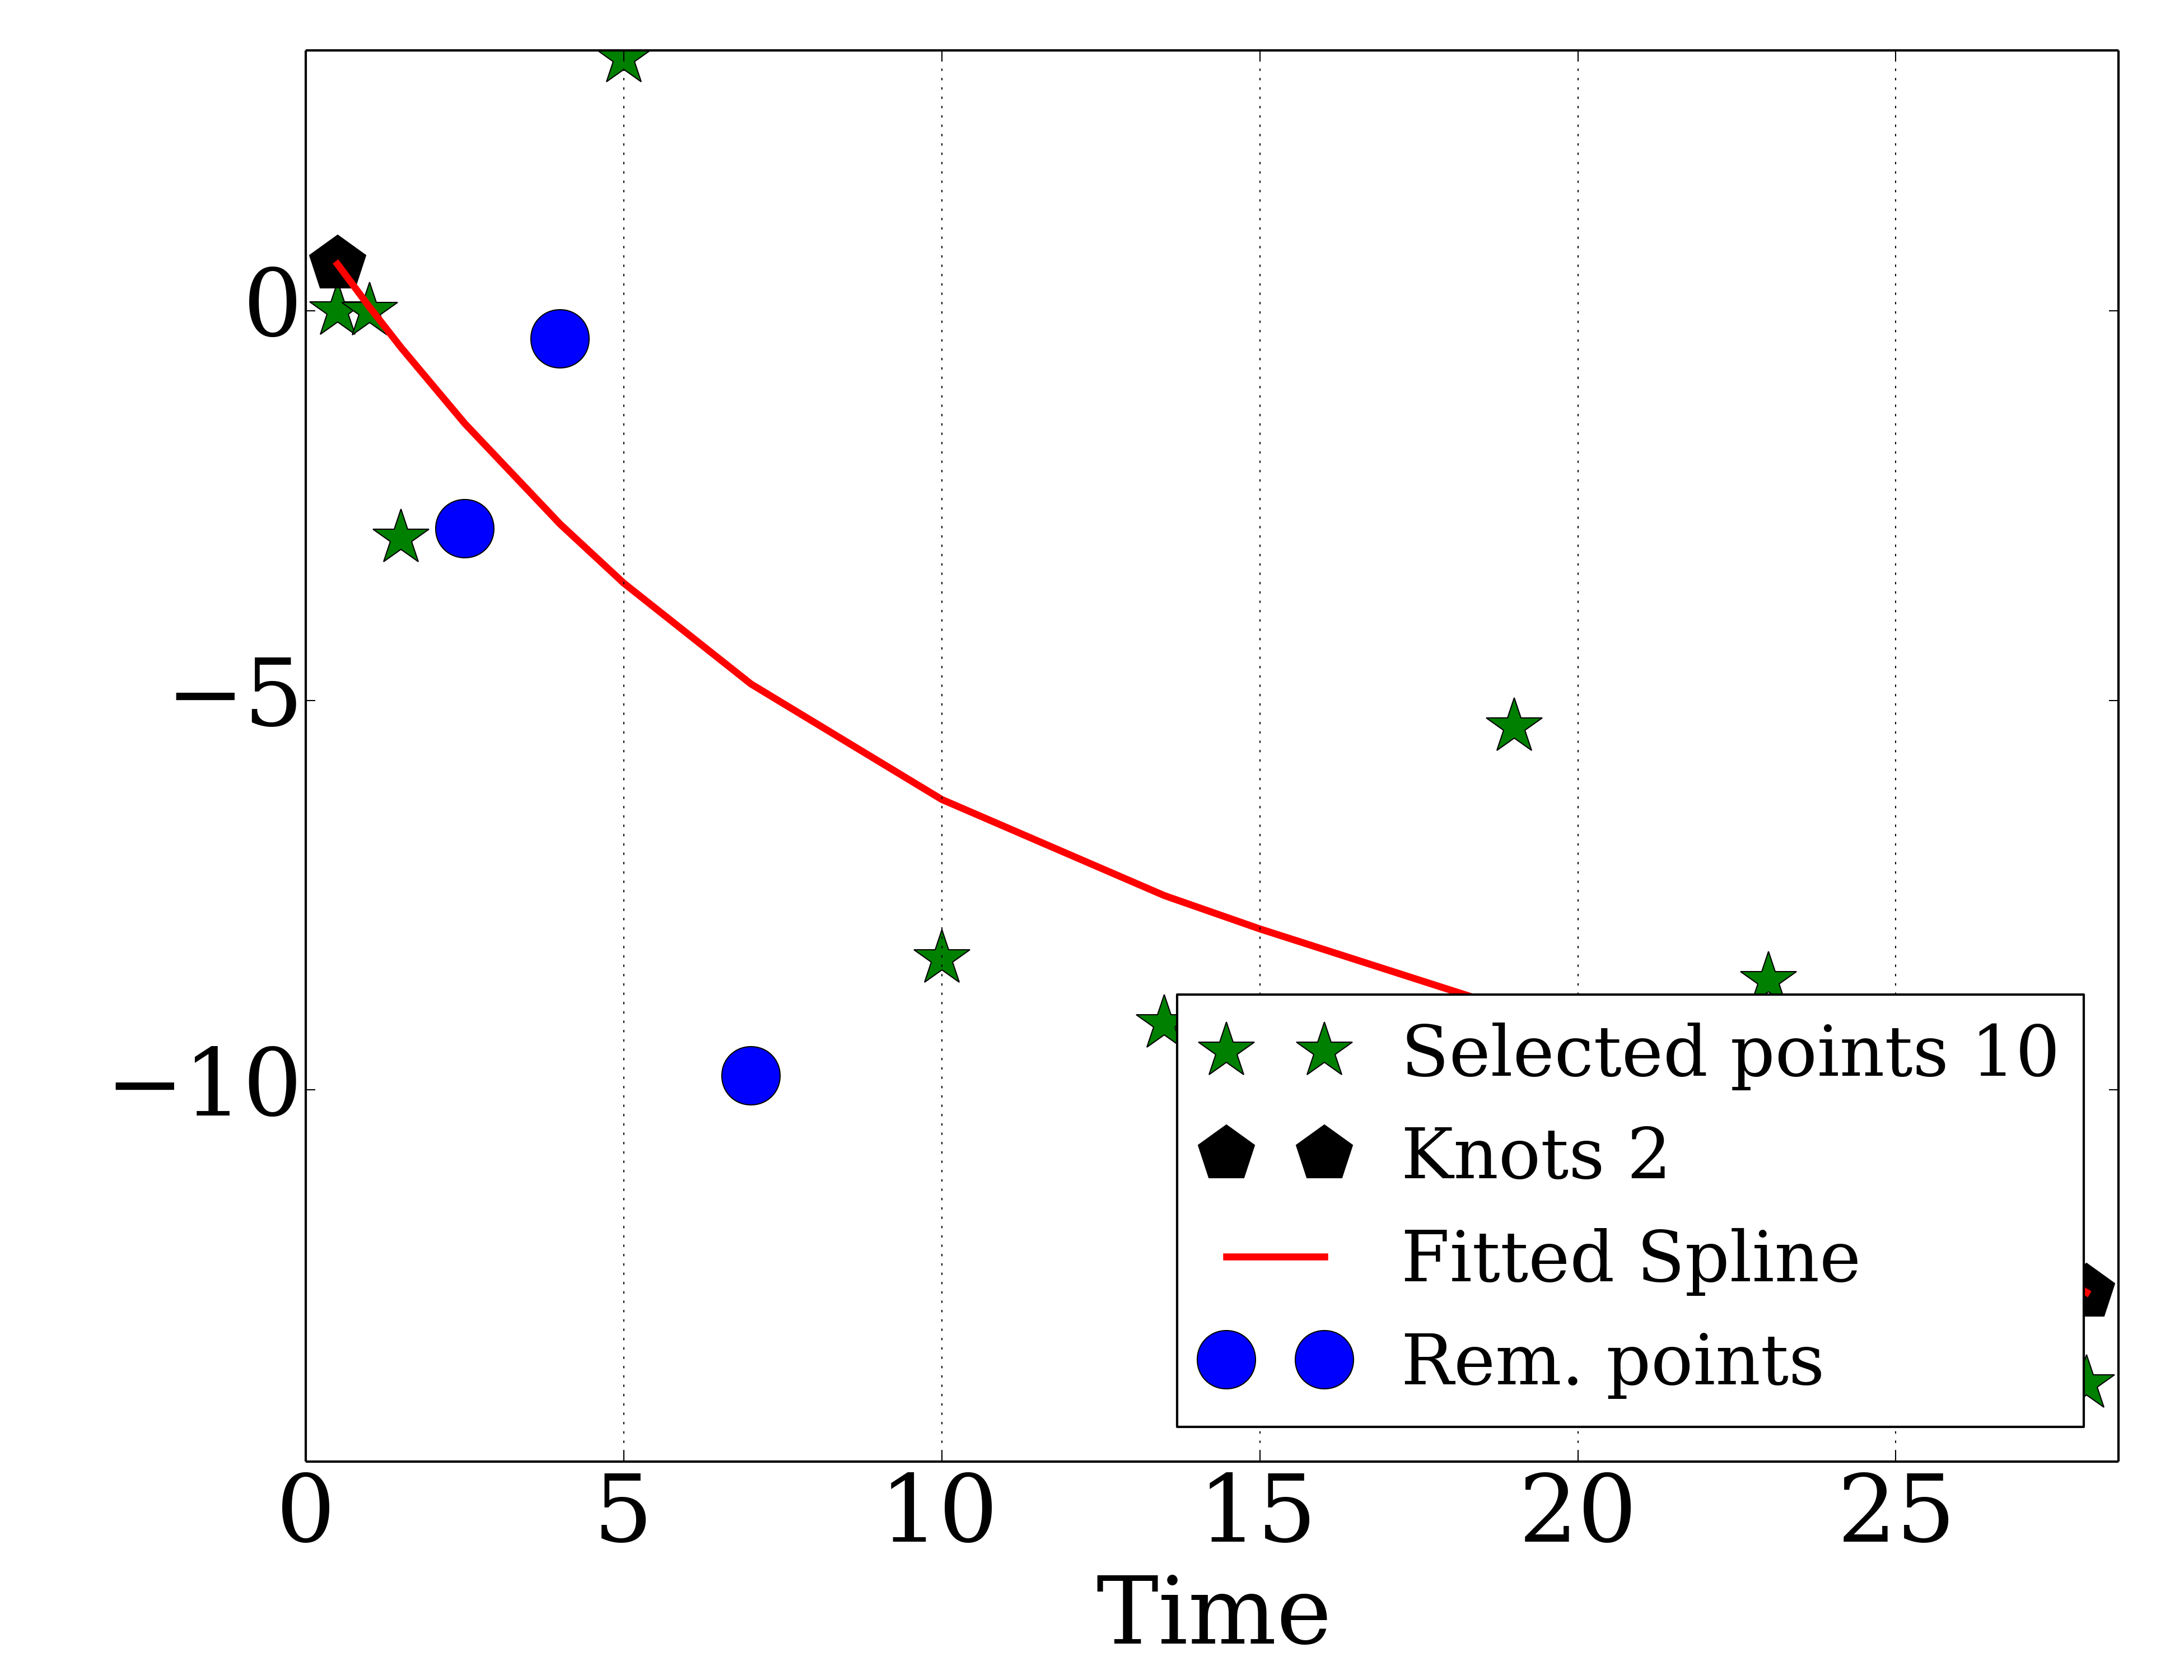 0
−5
−10
Selected points 10
Knots 2
Fitted Spline
Rem. points
0 5 10 15 20 25
Time